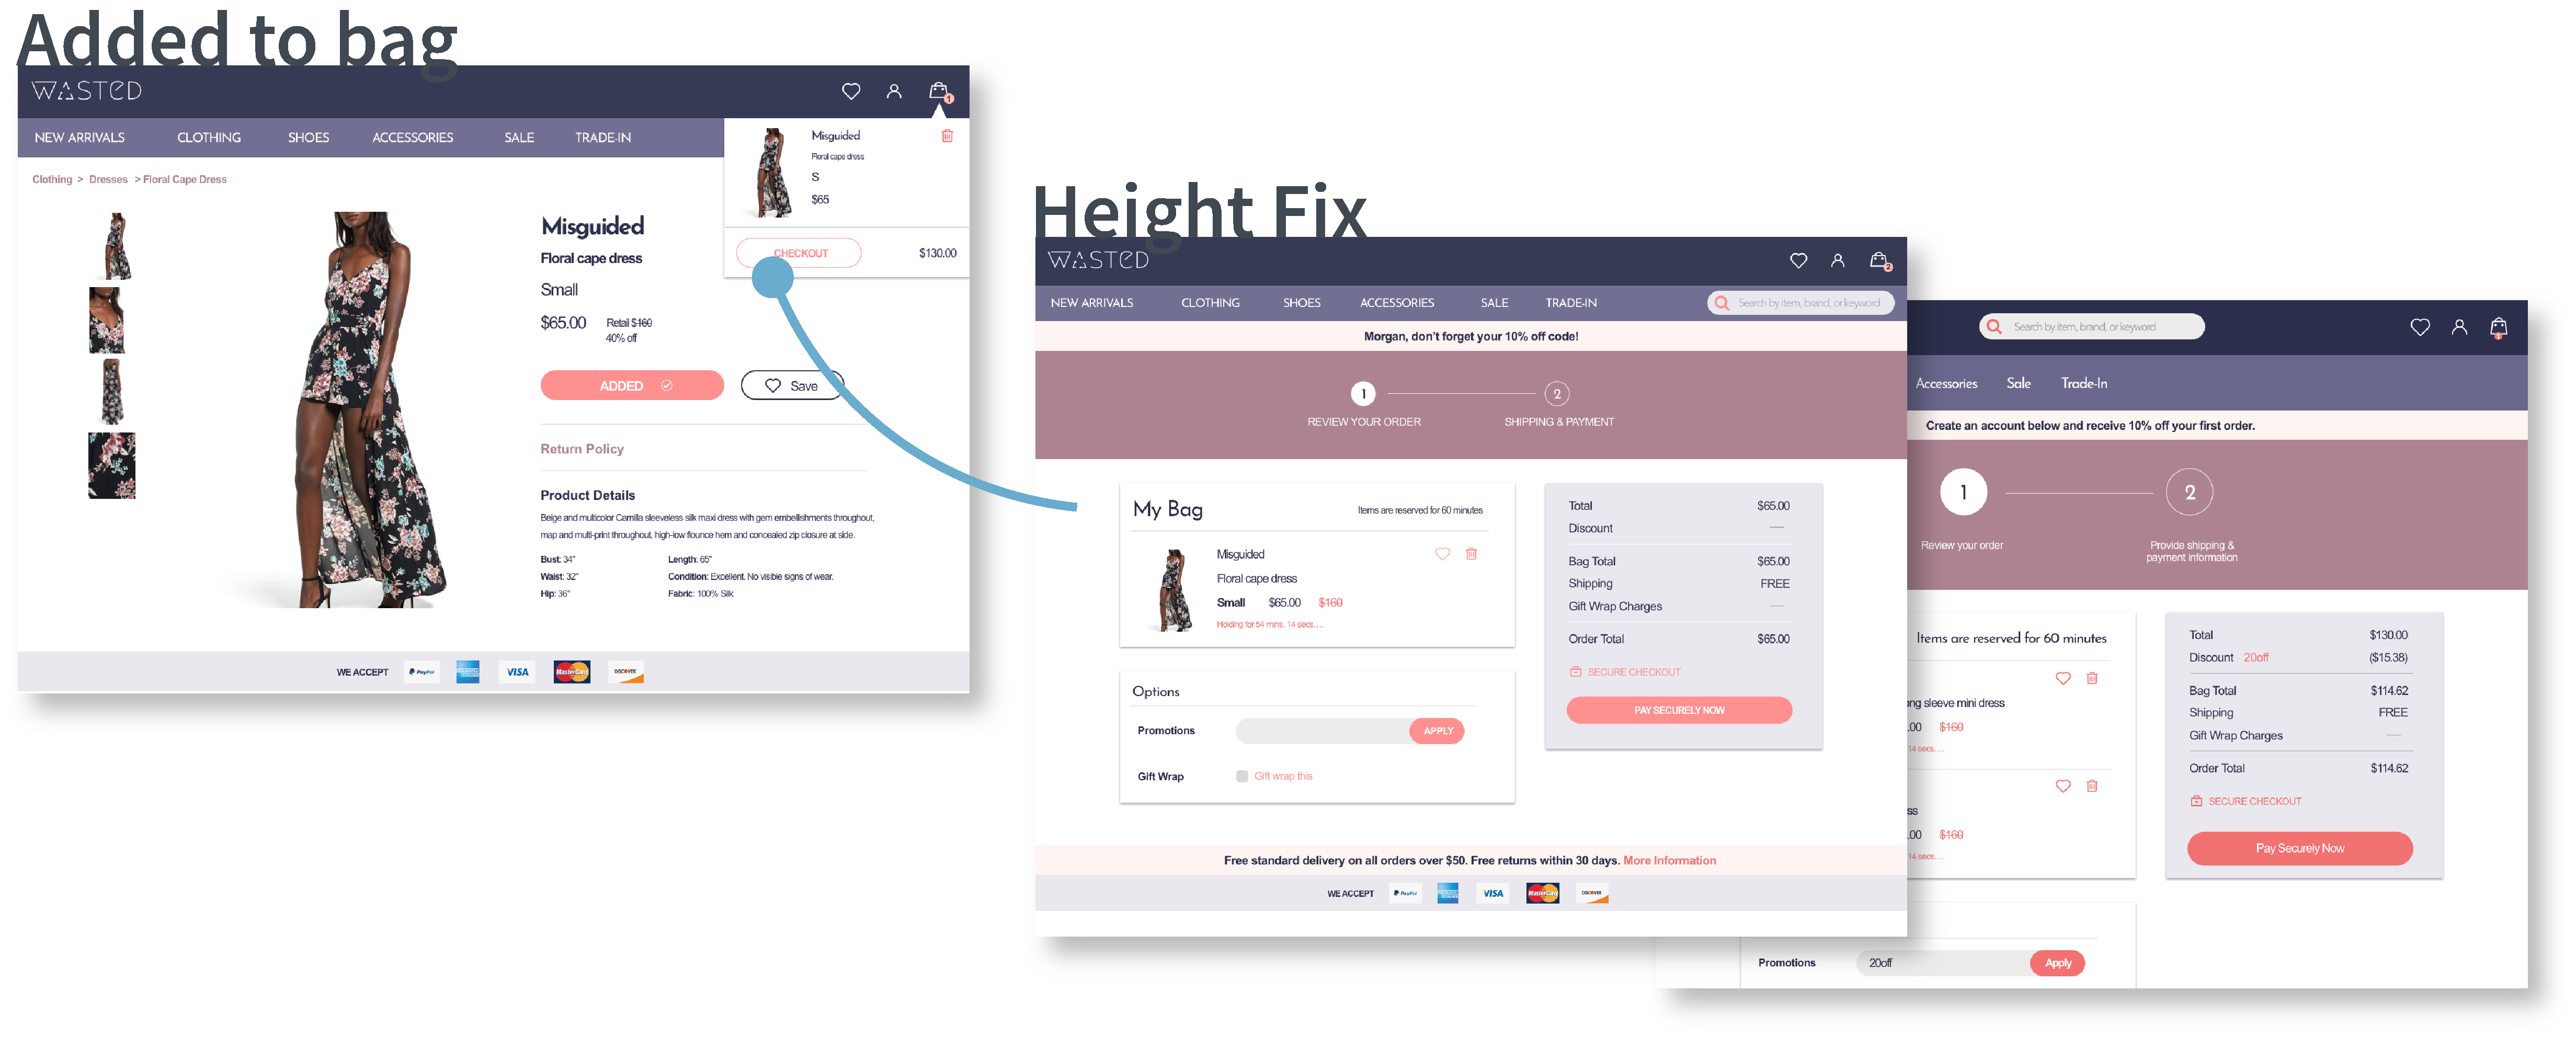 Added to bag
WASTED
1
NEW ARRIVALS CLOTHING SHOES ACCESSORIES SALE TRADE-IN
Clothing > Dresses > Floral Cape Dress
Misguided
Floral cape dress
S
$65
CHECKOUT $130.00
Misguided
Floral cape dress
Small
$65.00 Retail $160
40% off
ADDED Save
Return Policy
Product Details
Beige and multicolor Camilla sleeveless silk maxi dress with gem embellishments throughout,
map and multi-print throughout, high-low flounce hem and concealed zip closure at side.
Bust: 34" Length: 65"
Waist: 32" Condition: Excellent. No visible signs of wear.
Hip: 36" Fabric: 100% Silk
WE ACCEPT PayPal VISA MasterCard DISCOVER
Height Fix
WASTED
2
NEW ARRIVALS CLOTHING SHOES ACCESSORIES SALE TRADE-IN Search by item, brand, or keyword
Morgan, don't forget your 10% off code!
1 2
REVIEW YOUR ORDER SHIPPING & PAYMENT
My Bag Items are reserved for 60 minutes
Misguided
Floral cape dress
Small $65.00 $160
Holding for 54 mins. 14 secs....
Options
Promotions APPLY
Gift Wrap Gift wrap this
Total $65.00
Discount —
Bag Total $65.00
Shipping FREE
Gift Wrap Charges —
Order Total $65.00
SECURE CHECKOUT
PAY SECURELY NOW
Free standard delivery on all orders over $50. Free returns within 30 days. More Information
WE ACCEPT PayPal VISA MasterCard DISCOVER
Search by item, brand, or keyword
Accessories Sale Trade-In
Create an account below and receive 10% off your first order.
1 2
Review your order Provide shipping &
payment information
Items are reserved for 60 minutes
ong sleeve mini dress
.00 $160
14 secs....
ss
.00 $160
14 secs....
Promotions 20off Apply
Total $130.00
Discount 20off ($15.38)
Bag Total $114.62
Shipping FREE
Gift Wrap Charges —
Order Total $114.62
SECURE CHECKOUT
Pay Securely Now